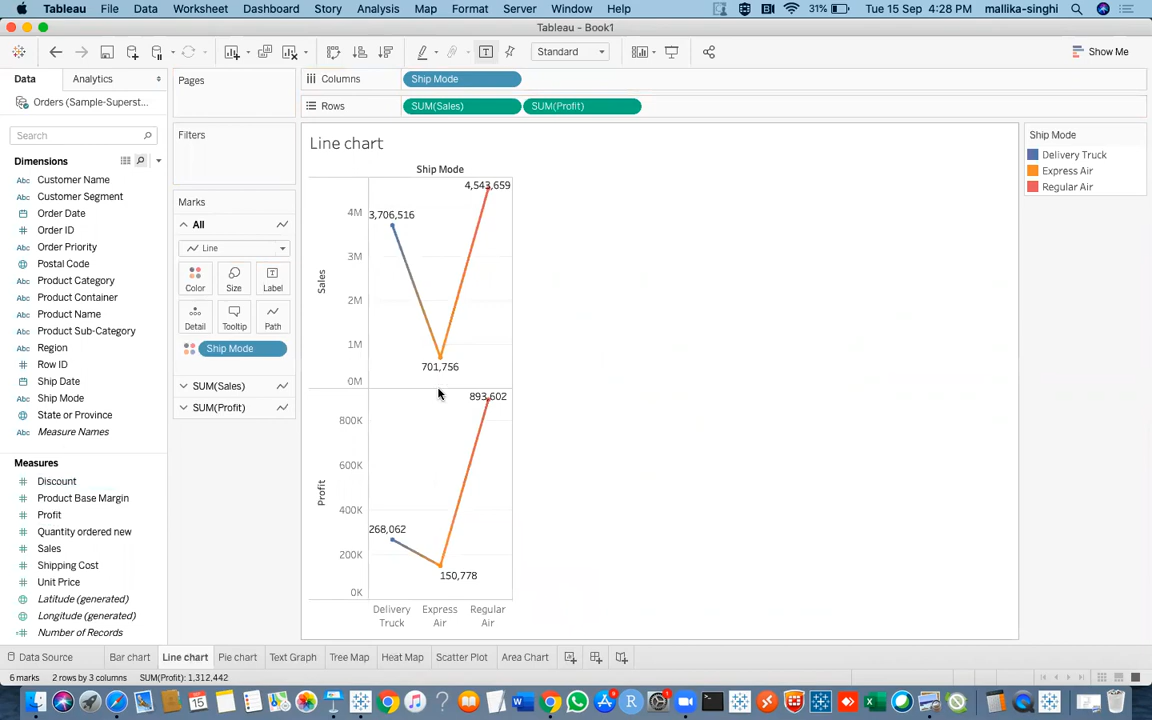 Tableau File Data Worksheet Dashboard Story Analysis Map Format Server Window Help 31% Tue 15 Sep 4:28 PM mallika-singhi
Tableau - Book1
Standard Show Me
Data Analytics
Pages
Columns Ship Mode
Orders (Sample-Superst...
Rows SUM(Sales) SUM(Profit)
Search
Filters
Line chart
Ship Mode
Delivery Truck
Express Air
Regular Air
Dimensions
Customer Name
Customer Segment
Order Date
Order ID
Order Priority
Postal Code
Product Category
Product Container
Product Name
Product Sub-Category
Region
Row ID
Ship Date
Ship Mode
State or Province
Measure Names
Measures
Discount
Product Base Margin
Profit
Quantity ordered new
Sales
Shipping Cost
Unit Price
Latitude (generated)
Longitude (generated)
Number of Records
Marks
All
Line
Color Size Label
Detail Tooltip Path
Ship Mode
SUM(Sales)
SUM(Profit)
Ship Mode
4,543,659
3,706,516
4M
3M
Sales
2M
1M
701,756
0M
893,602
800K
600K
Profit
400K
268,062
200K
150,778
0K
Delivery Truck
Express Air
Regular Air
Data Source Bar chart Line chart Pie chart Text Graph Tree Map Heat Map Scatter Plot Area Chart
6 marks 2 rows by 3 columns SUM(Profit): 1,312,442